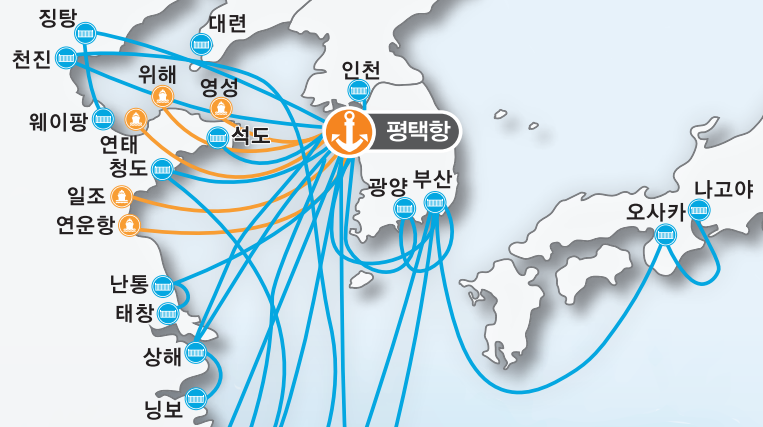 징탕
대련
천진
위해
영성
인천
웨이팡
연태
석도
평택항
청도
광양
부산
일조
나고야
연운항
오사카
난통
태창
상해
닝보